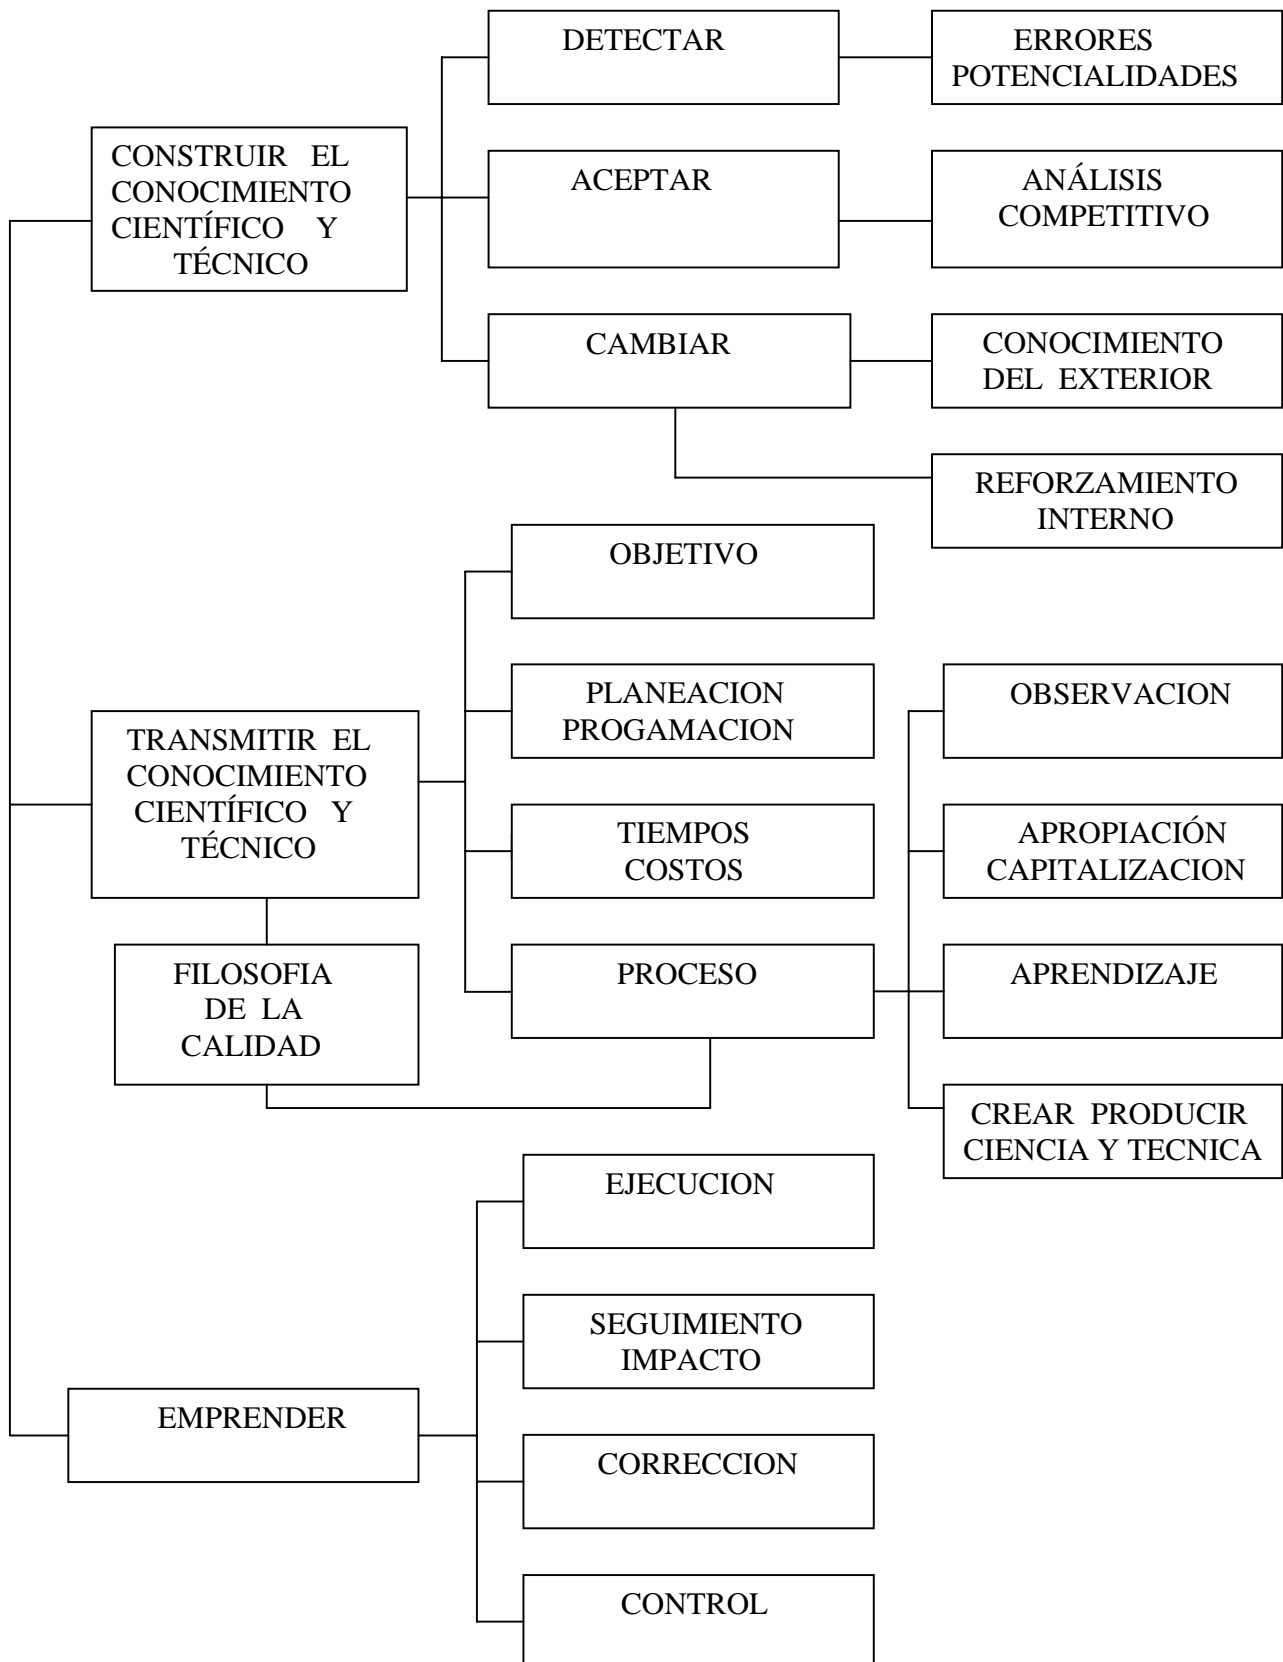 DETECTAR
ERRORES
POTENCIALIDADES
CONSTRUIR EL
CONOCIMIENTO
CIENTÍFICO Y
TÉCNICO
ACEPTAR
ANÁLISIS
COMPETITIVO
CAMBIAR
CONOCIMIENTO
DEL EXTERIOR
REFORZAMIENTO
INTERNO
OBJETIVO
PLANEACION
PROGAMACION
OBSERVACION
TRANSMITIR EL
CONOCIMIENTO
CIENTÍFICO Y
TÉCNICO
TIEMPOS
COSTOS
APROPIACIÓN
CAPITALIZACION
FILOSOFIA
DE LA
CALIDAD
PROCESO
APRENDIZAJE
CREAR PRODUCIR
CIENCIA Y TECNICA
EJECUCION
SEGUIMIENTO
IMPACTO
EMPRENDER
CORRECCION
CONTROL